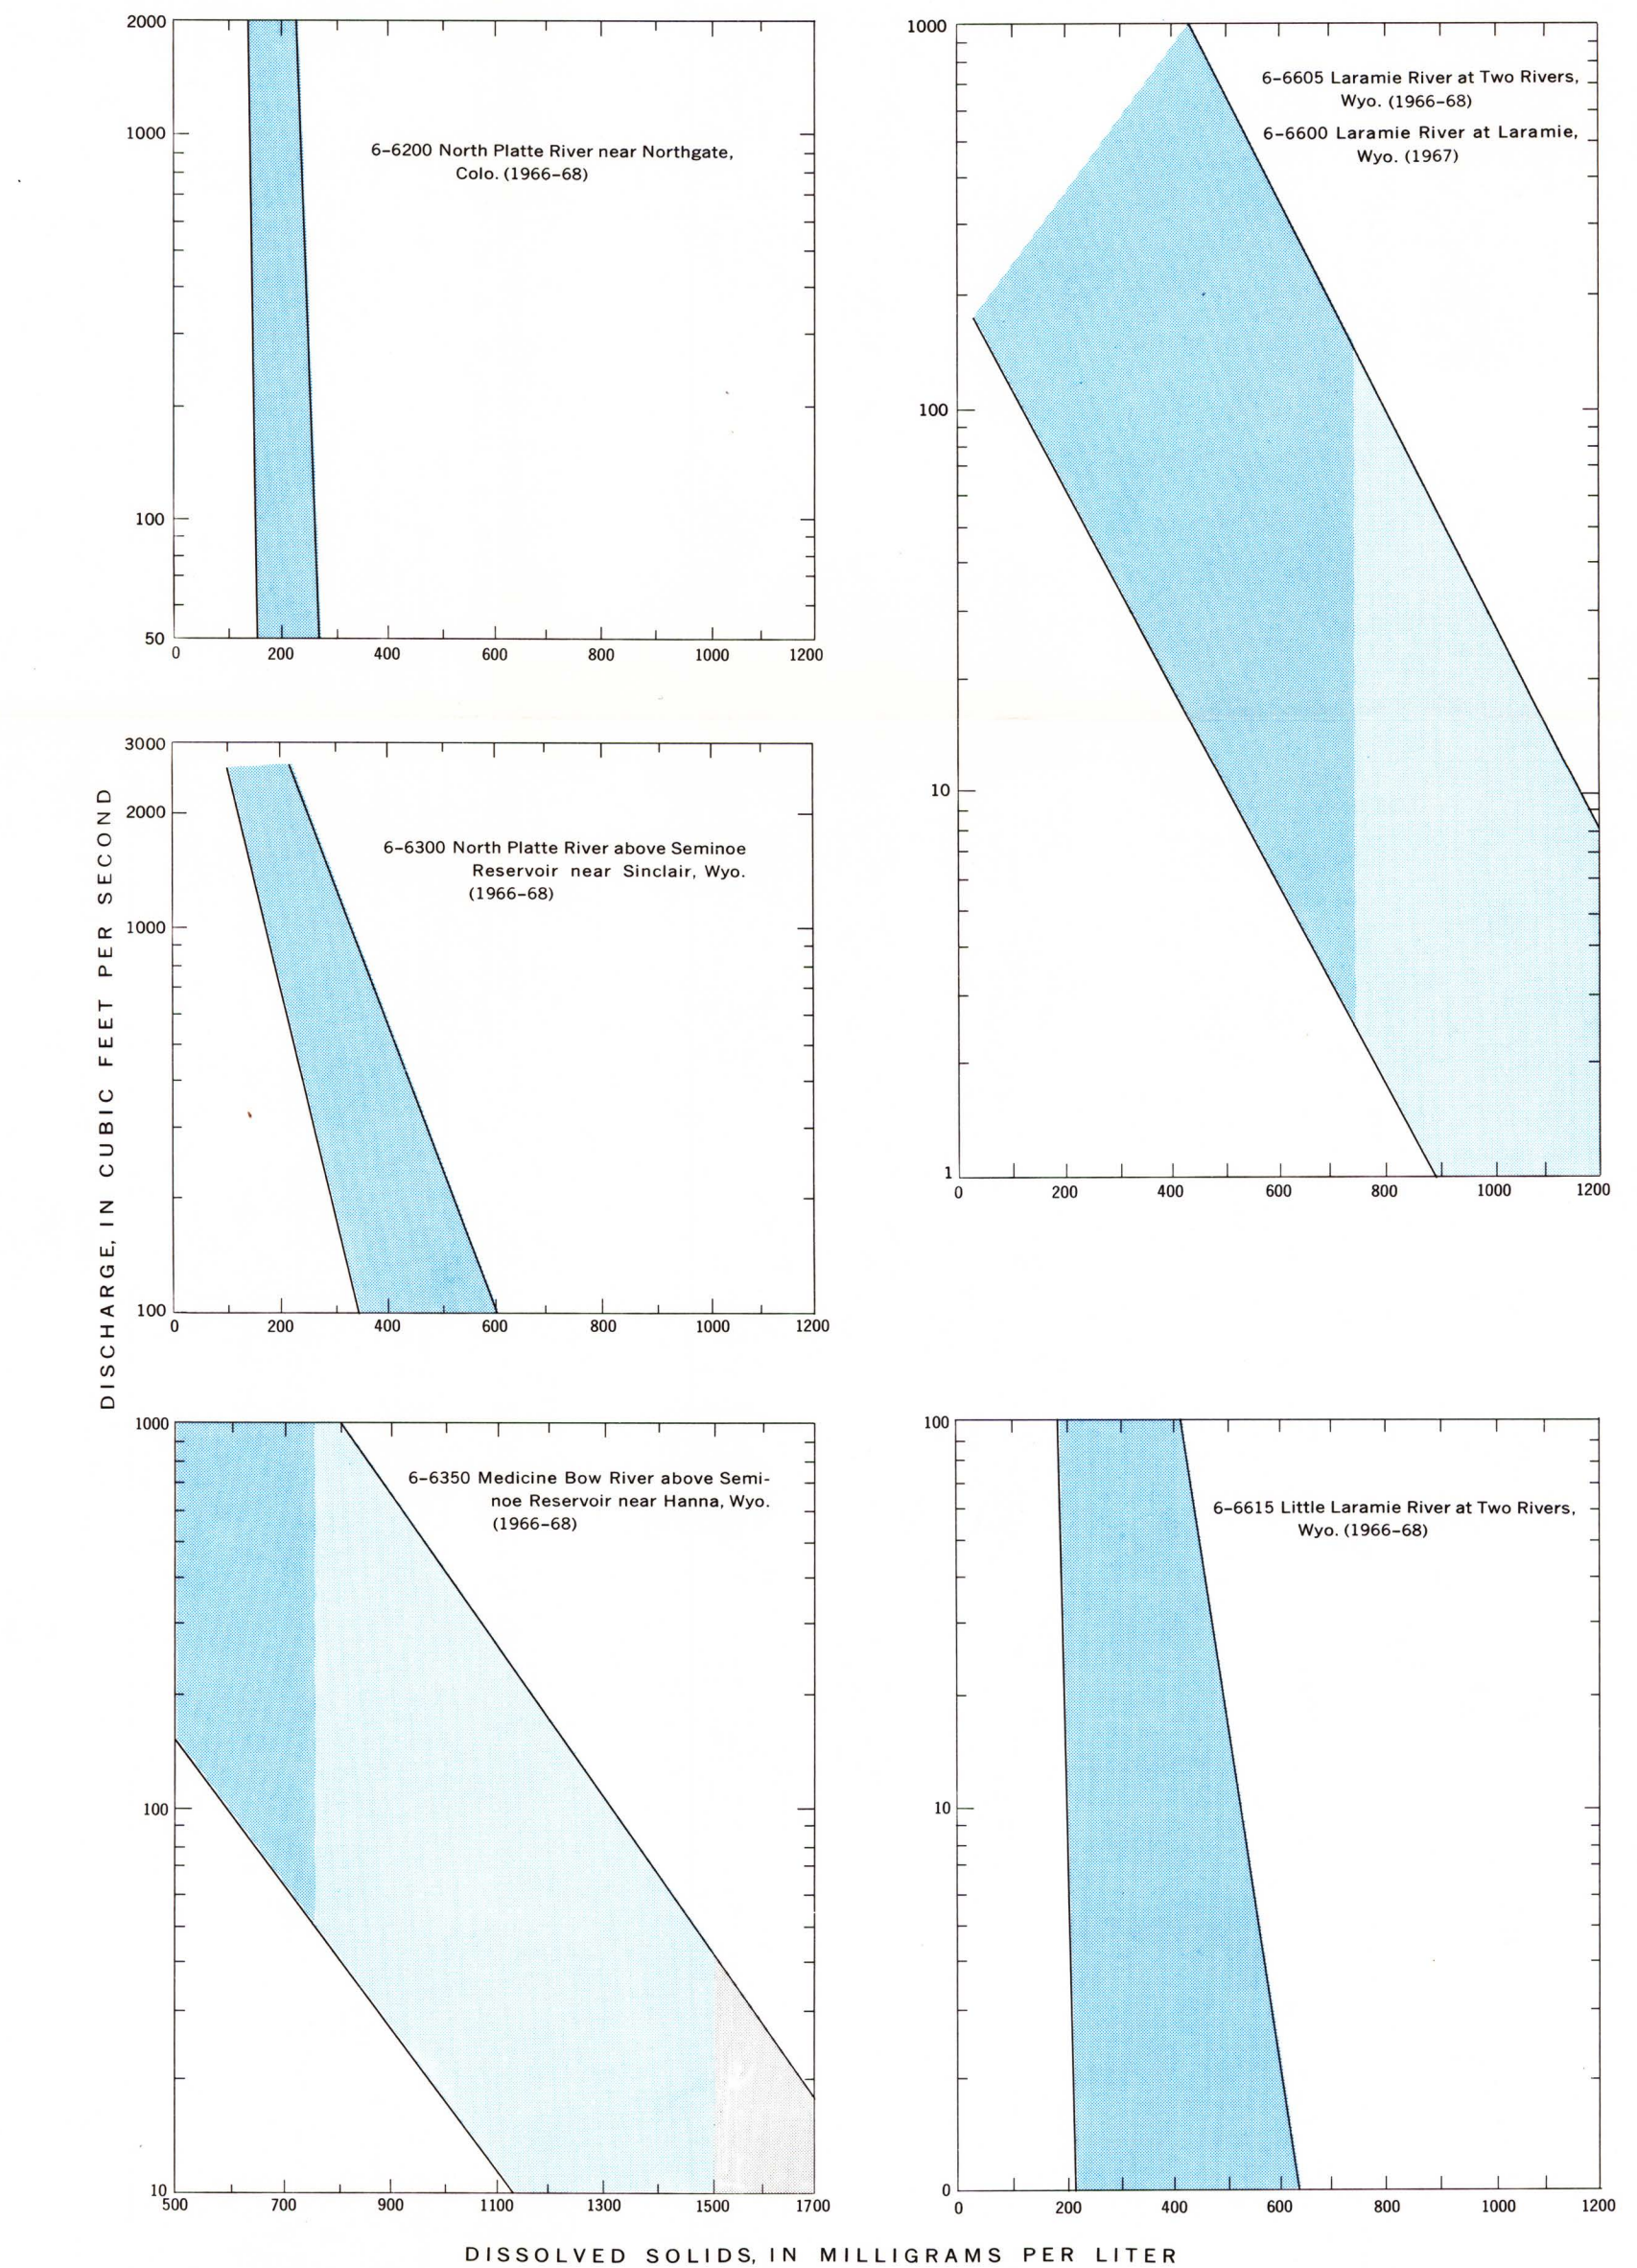 2000
1000
100
50
0 200 400 600 800 1000 1200
6-6200 North Platte River near Northgate,
Colo. (1966-68)
3000
2000
1000
100
0 200 400 600 800 1000 1200
6-6300 North Platte River above Seminoe
Reservoir near Sinclair, Wyo.
(1966-68)
1000
100
10
500 700 900 1100 1300 1500 1700
6-6350 Medicine Bow River above Semi-
noe Reservoir near Hanna, Wyo.
(1966-68)
1000
100
10
1
0 200 400 600 800 1000 1200
6-6605 Laramie River at Two Rivers,
Wyo. (1966-68)
6-6600 Laramie River at Laramie,
Wyo. (1967)
100
10
0
0 200 400 600 800 1000 1200
6-6615 Little Laramie River at Two Rivers,
Wyo. (1966-68)
DISCHARGE, IN CUBIC FEET PER SECOND
DISSOLVED SOLIDS, IN MILLIGRAMS PER LITER